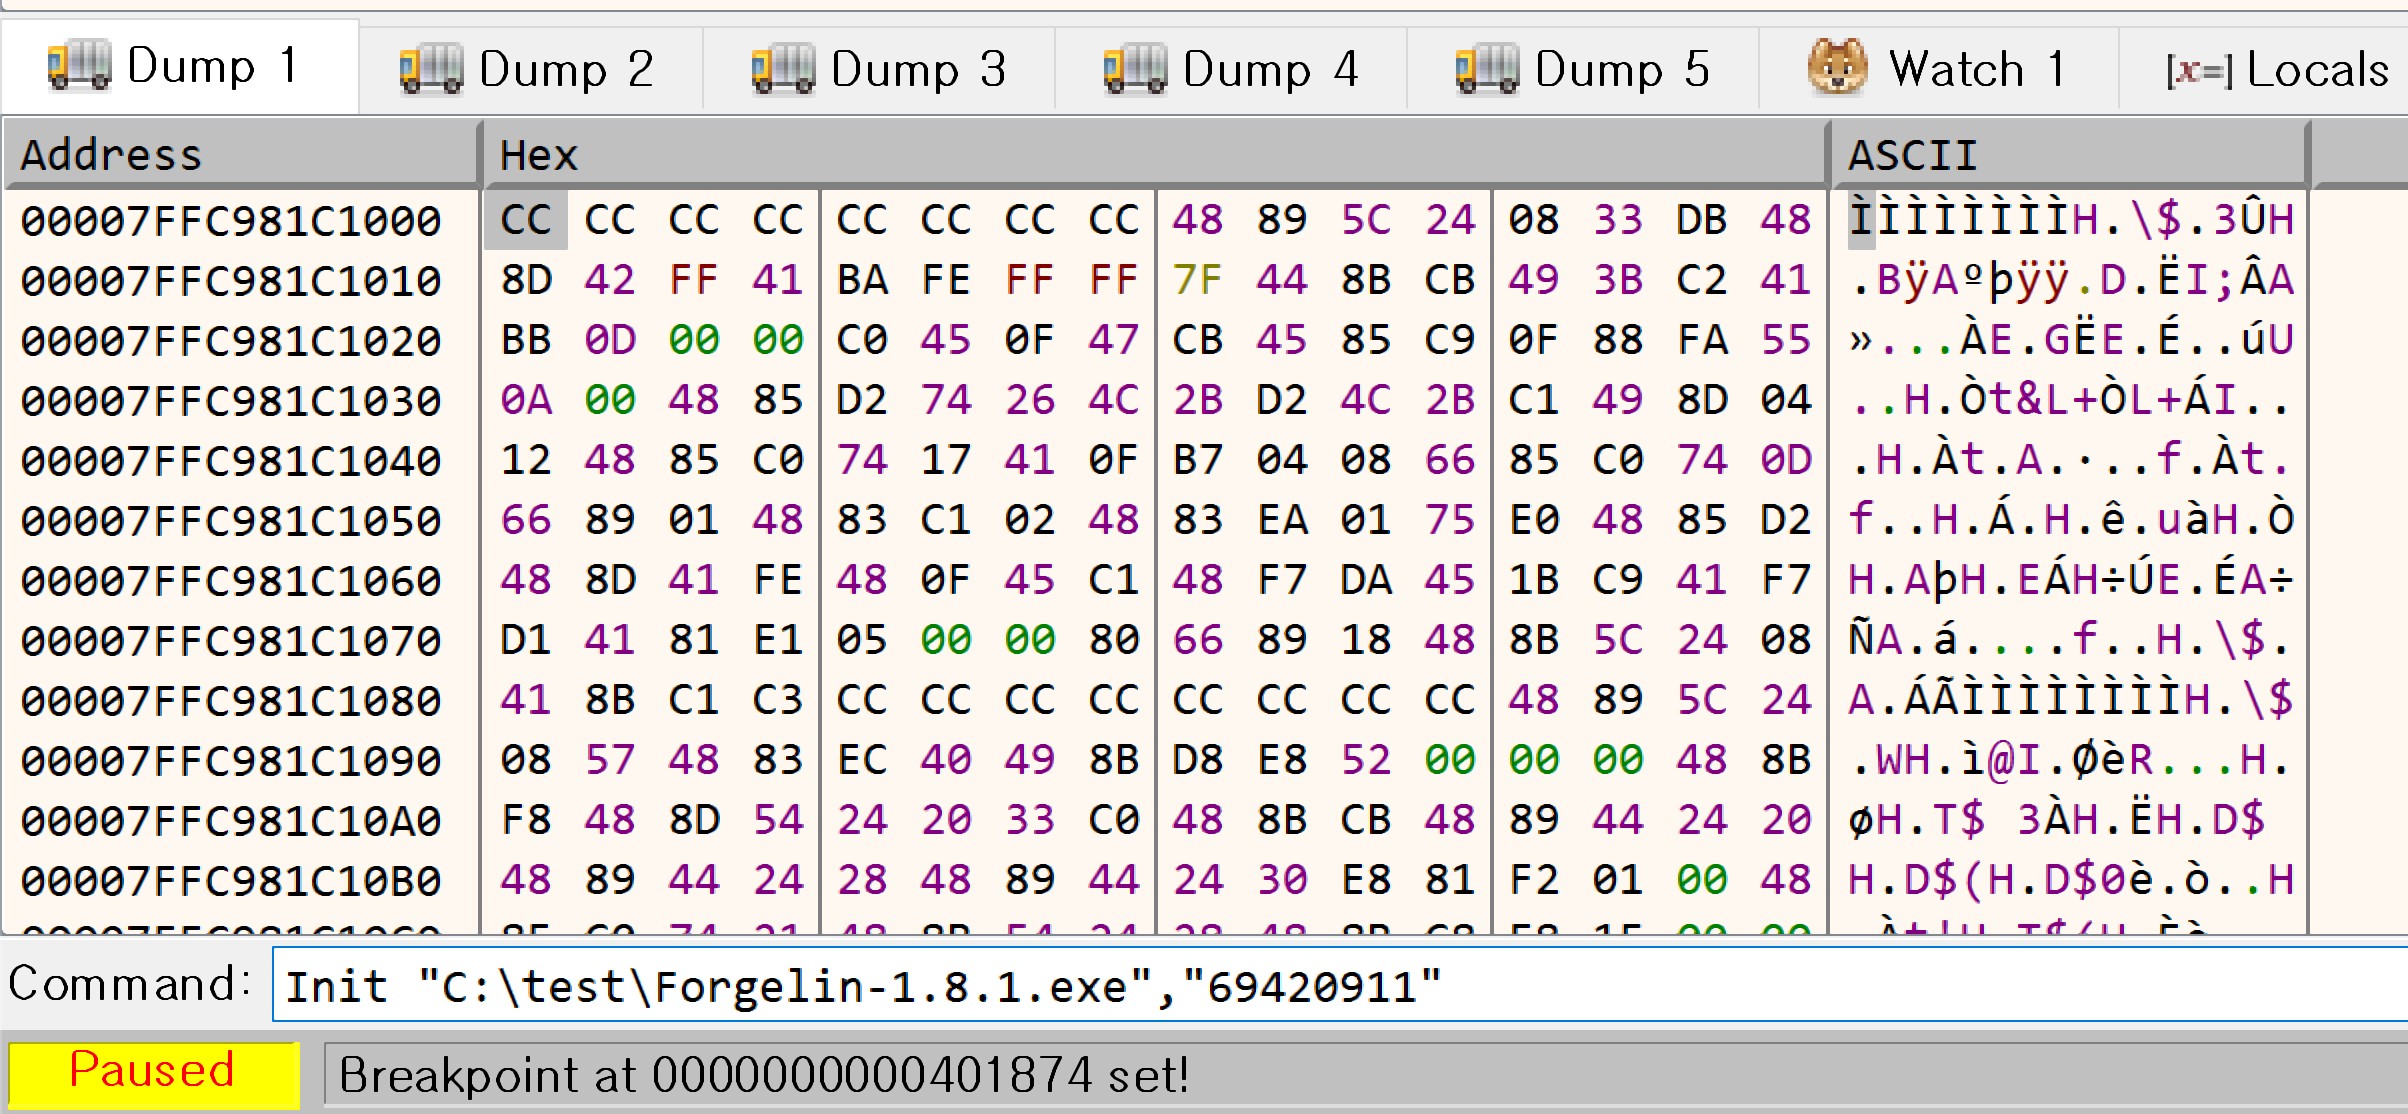 Dump 1 Dump 2 Dump 3 Dump 4 Dump 5 Watch 1 [x=] Locals
Address Hex ASCII
00007FFC981C1000 CC CC CC CC CC CC CC CC 48 89 5C 24 08 33 DB 48 ÌÌÌÌÌÌÌÌH.\$.3ÛH
00007FFC981C1010 8D 42 FF 41 BA FE FF FF 7F 44 8B CB 49 3B C2 41 .BÿAºþÿÿ.D.ËI;ÂA
00007FFC981C1020 BB 0D 00 00 C0 45 0F 47 CB 45 85 C9 0F 88 FA 55 »...ÀE.GËE.É..úU
00007FFC981C1030 0A 00 48 85 D2 74 26 4C 2B D2 4C 2B C1 49 8D 04 ..H.Òt&L+ÒL+ÁI..
00007FFC981C1040 12 48 85 C0 74 17 41 0F B7 04 08 66 85 C0 74 0D .H.Àt.A.·..f.Àt.
00007FFC981C1050 66 89 01 48 83 C1 02 48 83 EA 01 75 E0 48 85 D2 f..H.Á.H.ê.uàH.Ò
00007FFC981C1060 48 8D 41 FE 48 0F 45 C1 48 F7 DA 45 1B C9 41 F7 H.AþH.EÁH÷ÚE.ÉA÷
00007FFC981C1070 D1 41 81 E1 05 00 00 80 66 89 18 48 8B 5C 24 08 ÑA.á....f..H.\$.
00007FFC981C1080 41 8B C1 C3 CC CC CC CC CC CC CC CC 48 89 5C 24 A.ÁÃÌÌÌÌÌÌÌÌH.\$
00007FFC981C1090 08 57 48 83 EC 40 49 8B D8 E8 52 00 00 00 48 8B .WH.ì@I.ØèR...H.
00007FFC981C10A0 F8 48 8D 54 24 20 33 C0 48 8B CB 48 89 44 24 20 øH.T$ 3ÀH.ËH.D$
00007FFC981C10B0 48 89 44 24 28 48 89 44 24 30 E8 81 F2 01 00 48 H.D$(H.D$0è.ò..H
Command: Init "C:\test\Forgelin-1.8.1.exe","69420911"
Paused Breakpoint at 0000000000401874 set!